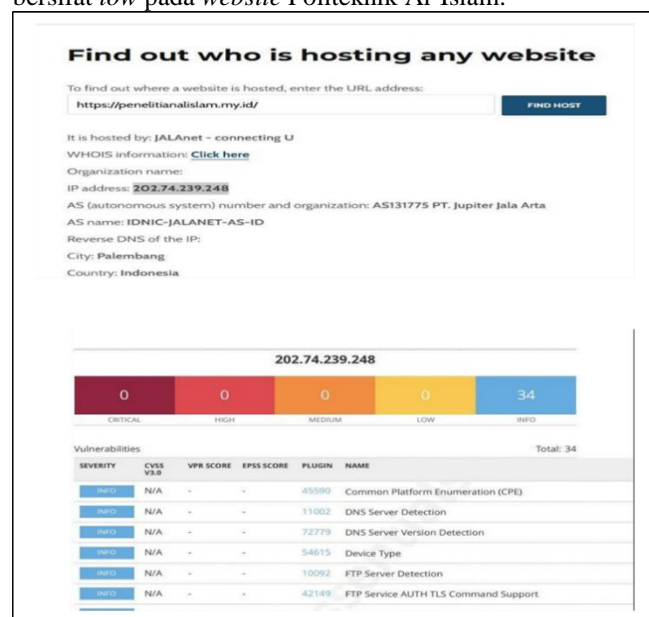 bersifat low pada website Politeknik Al-Islam.
Find out who is hosting any website
To find out where a website is hosted, enter the URL address:
https://penelitianalislam.my.id/ FIND HOST
It is hosted by: JALAnet - connecting U
WHOIS information: Click here
Organization name:
IP address: 202.74.239.248
AS (autonomous system) number and organization: AS131775 PT. Jupiter Jala Arta
AS name: IDNIC-JALANET-AS-ID
Reverse DNS of the IP:
City: Palembang
Country: Indonesia
202.74.239.248
0 0 0 0 34
CRITICAL HIGH MEDIUM LOW INFO
Vulnerabilities Total: 34
SEVERITY CVSS V3.0 VPR SCORE EPSS SCORE PLUGIN NAME
INFO N/A - - 45590 Common Platform Enumeration (CPE)
INFO N/A - - 11002 DNS Server Detection
INFO N/A - - 72779 DNS Server Version Detection
INFO N/A - - 54615 Device Type
INFO N/A - - 10092 FTP Server Detection
INFO N/A - - 42149 FTP Service AUTH TLS Command Support